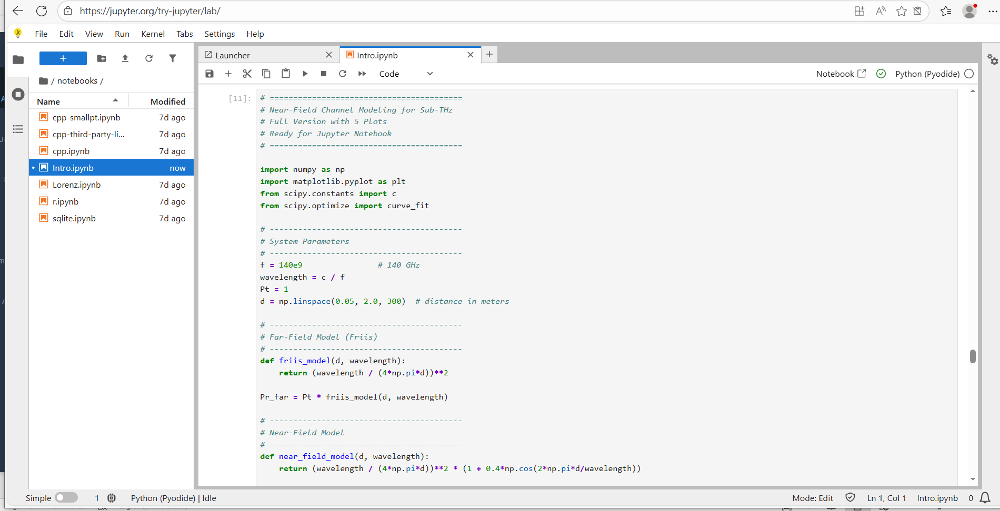 https://jupyter.org/try-jupyter/lab/
File Edit View Run Kernel Tabs Settings Help
+
/ notebooks /
Name Modified
cpp-smallpt.ipynb 7d ago
cpp-third-party-li... 7d ago
cpp.ipynb 7d ago
Intro.ipynb now
Lorenz.ipynb 7d ago
r.ipynb 7d ago
sqlite.ipynb 7d ago
Launcher
Intro.ipynb
Code
Notebook
Python (Pyodide)
[11]:
# =========================================
# Near-Field Channel Modeling for Sub-THz
# Full Version with 5 Plots
# Ready for Jupyter Notebook
# =========================================
import numpy as np
import matplotlib.pyplot as plt
from scipy.constants import c
from scipy.optimize import curve_fit
# -----------------------------------------
# System Parameters
# -----------------------------------------
f = 140e9                # 140 GHz
wavelength = c / f
Pt = 1
d = np.linspace(0.05, 2.0, 300)  # distance in meters
# -----------------------------------------
# Far-Field Model (Friis)
# -----------------------------------------
def friis_model(d, wavelength):
    return (wavelength / (4*np.pi*d))**2
Pr_far = Pt * friis_model(d, wavelength)
# -----------------------------------------
# Near-Field Model
# -----------------------------------------
def near_field_model(d, wavelength):
    return (wavelength / (4*np.pi*d))**2 * (1 + 0.4*np.cos(2*np.pi*d/wavelength))
Simple 1 Python (Pyodide) | Idle
Mode: Edit Ln 1, Col 1 Intro.ipynb 0